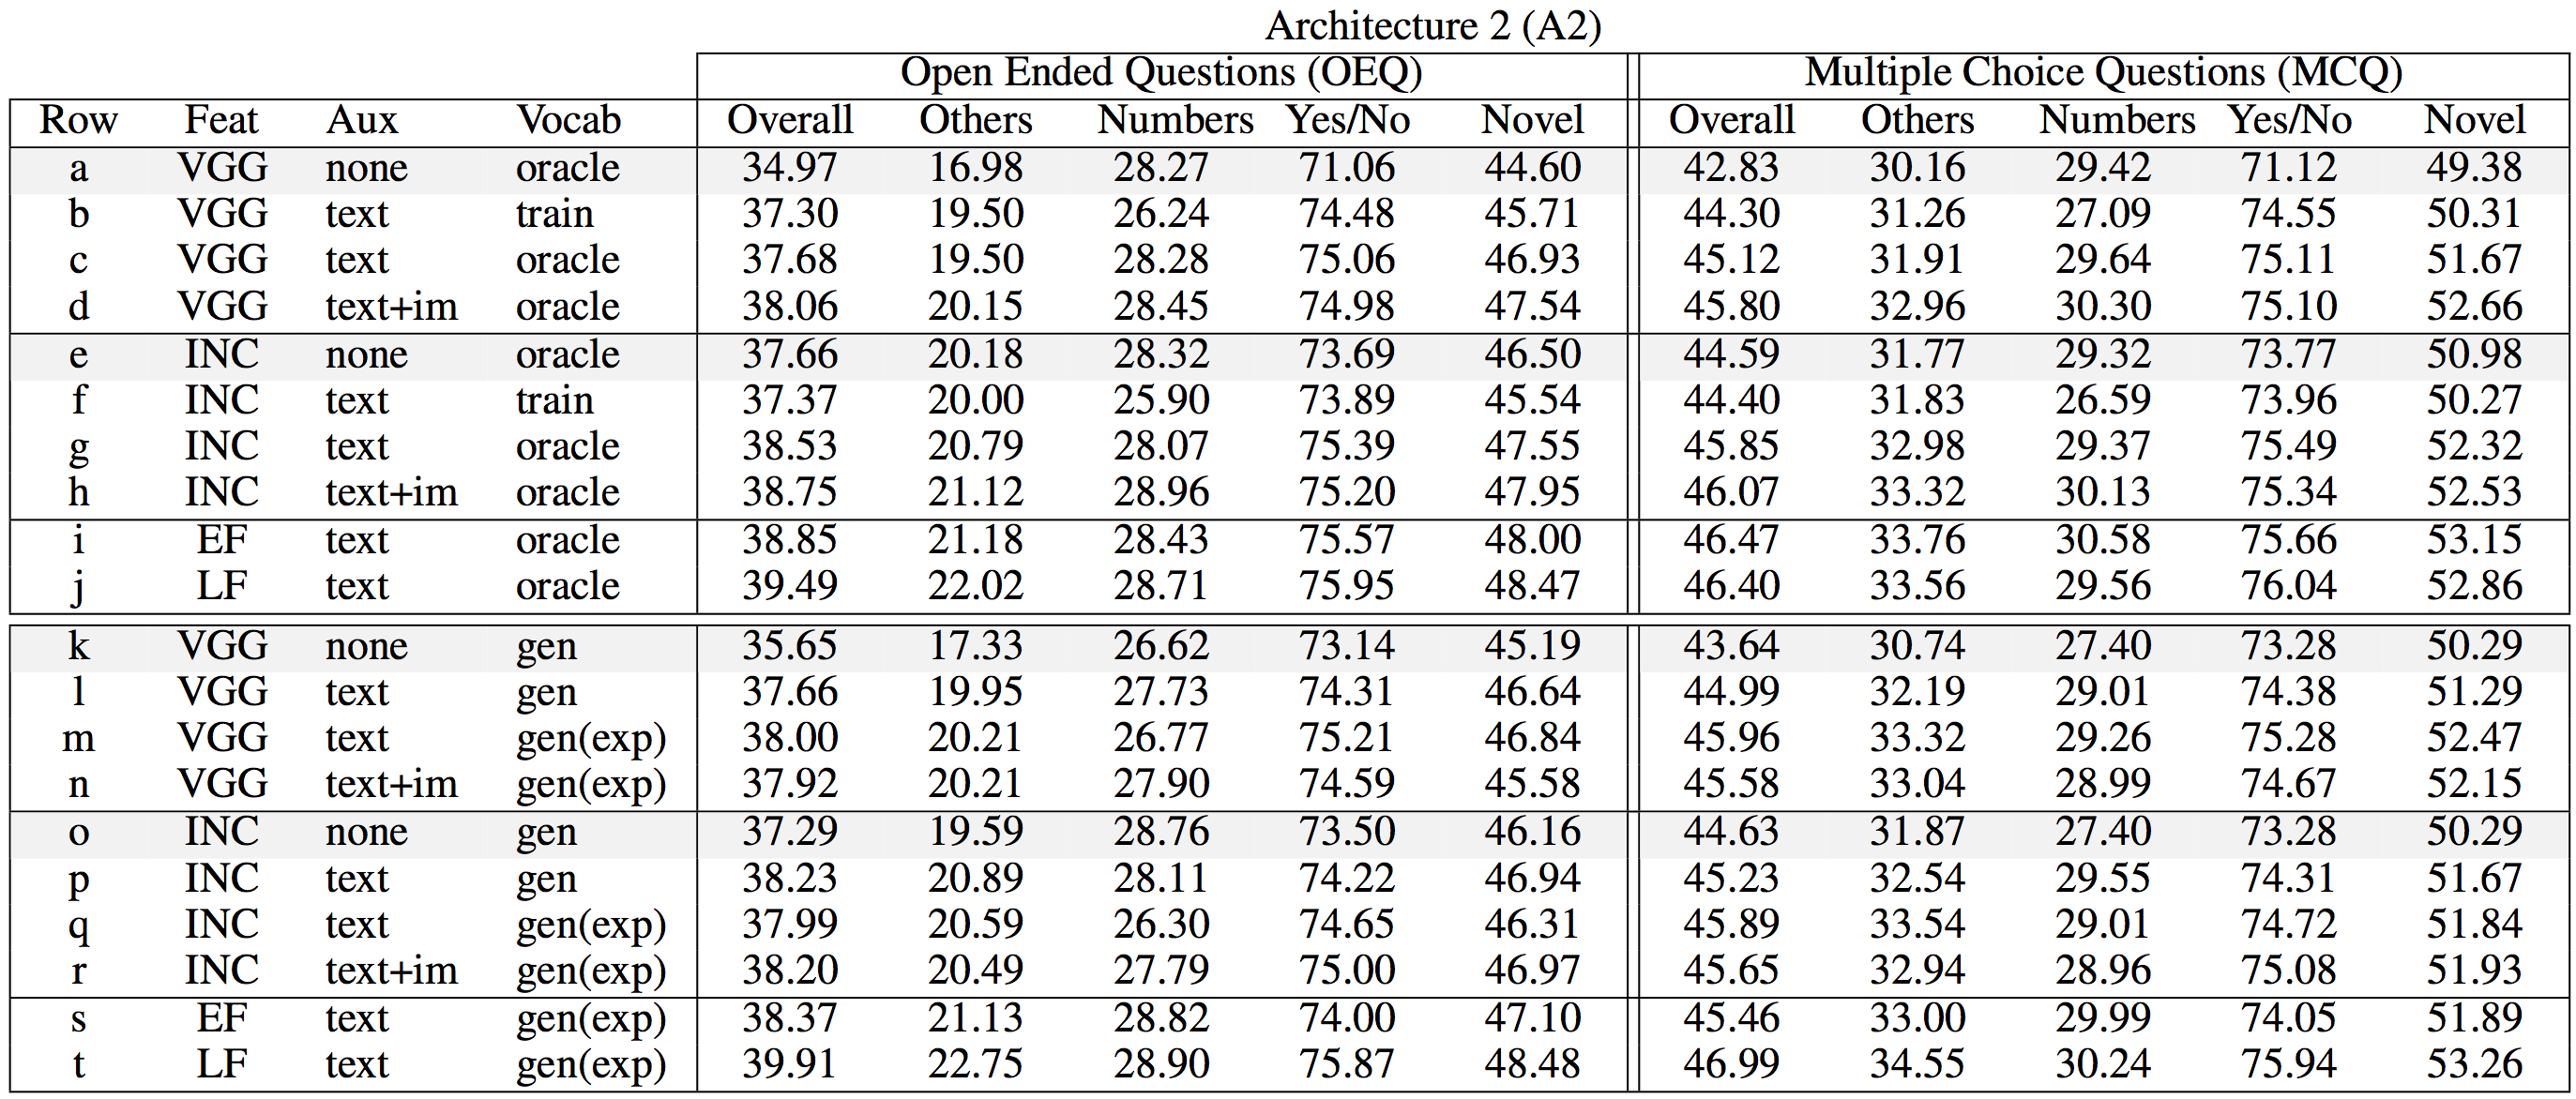 Architecture 2 (A2)
Open Ended Questions (OEQ) Multiple Choice Questions (MCQ)
Row Feat Aux Vocab Overall Others Numbers Yes/No Novel Overall Others Numbers Yes/No Novel
a VGG none oracle 34.97 16.98 28.27 71.06 44.60 42.83 30.16 29.42 71.12 49.38
b VGG text train 37.30 19.50 26.24 74.48 45.71 44.30 31.26 27.09 74.55 50.31
c VGG text oracle 37.68 19.50 28.28 75.06 46.93 45.12 31.91 29.64 75.11 51.67
d VGG text+im oracle 38.06 20.15 28.45 74.98 47.54 45.80 32.96 30.30 75.10 52.66
e INC none oracle 37.66 20.18 28.32 73.69 46.50 44.59 31.77 29.32 73.77 50.98
f INC text train 37.37 20.00 25.90 73.89 45.54 44.40 31.83 26.59 73.96 50.27
g INC text oracle 38.53 20.79 28.07 75.39 47.55 45.85 32.98 29.37 75.49 52.32
h INC text+im oracle 38.75 21.12 28.96 75.20 47.95 46.07 33.32 30.13 75.34 52.53
i EF text oracle 38.85 21.18 28.43 75.57 48.00 46.47 33.76 30.58 75.66 53.15
j LF text oracle 39.49 22.02 28.71 75.95 48.47 46.40 33.56 29.56 76.04 52.86
k VGG none gen 35.65 17.33 26.62 73.14 45.19 43.64 30.74 27.40 73.28 50.29
l VGG text gen 37.66 19.95 27.73 74.31 46.64 44.99 32.19 29.01 74.38 51.29
m VGG text gen(exp) 38.00 20.21 26.77 75.21 46.84 45.96 33.32 29.26 75.28 52.47
n VGG text+im gen(exp) 37.92 20.21 27.90 74.59 45.58 45.58 33.04 28.99 74.67 52.15
o INC none gen 37.29 19.59 28.76 73.50 46.16 44.63 31.87 27.40 73.28 50.29
p INC text gen 38.23 20.89 28.11 74.22 46.94 45.23 32.54 29.55 74.31 51.67
q INC text gen(exp) 37.99 20.59 26.30 74.65 46.31 45.89 33.54 29.01 74.72 51.84
r INC text+im gen(exp) 38.20 20.49 27.79 75.00 46.97 45.65 32.94 28.96 75.08 51.93
s EF text gen(exp) 38.37 21.13 28.82 74.00 47.10 45.46 33.00 29.99 74.05 51.89
t LF text gen(exp) 39.91 22.75 28.90 75.87 48.48 46.99 34.55 30.24 75.94 53.26